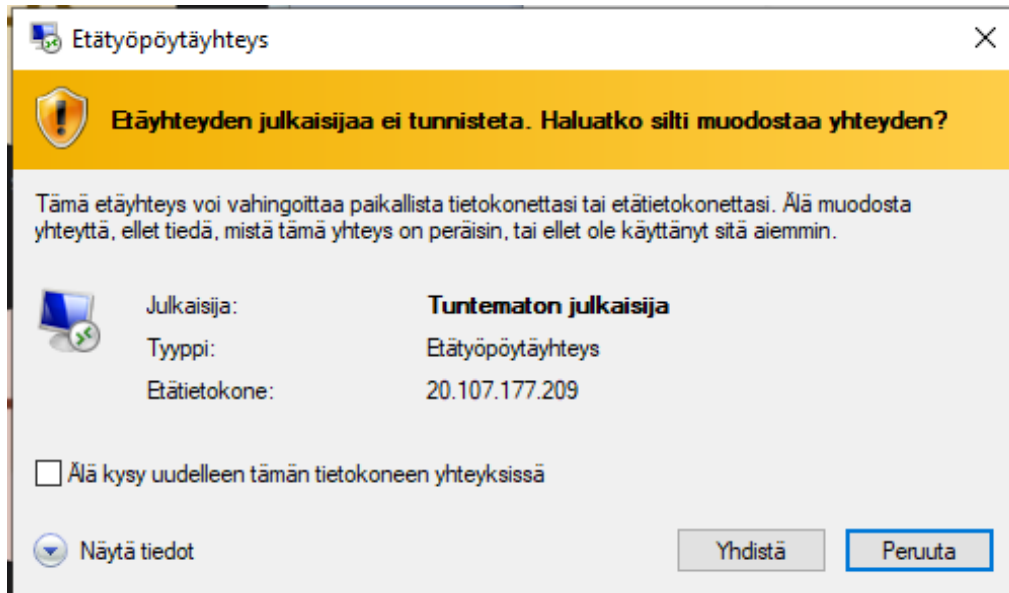 Etätyöpöytäyhteys
Etäyhteyden julkaisijaa ei tunnisteta. Haluatko silti muodostaa yhteyden?
Tämä etäyhteys voi vahingoittaa paikallista tietokonettasi tai etätietokonettasi. Älä muodosta
yhteyttä, ellet tiedä, mistä tämä yhteys on peräisin, tai ellet ole käyttänyt sitä aiemmin.
Julkaisija: Tuntematon julkaisija
Tyyppi: Etätyöpöytäyhteys
Etätietokone: 20.107.177.209
Älä kysy uudelleen tämän tietokoneen yhteyksissä
Näytä tiedot Yhdistä Peruuta